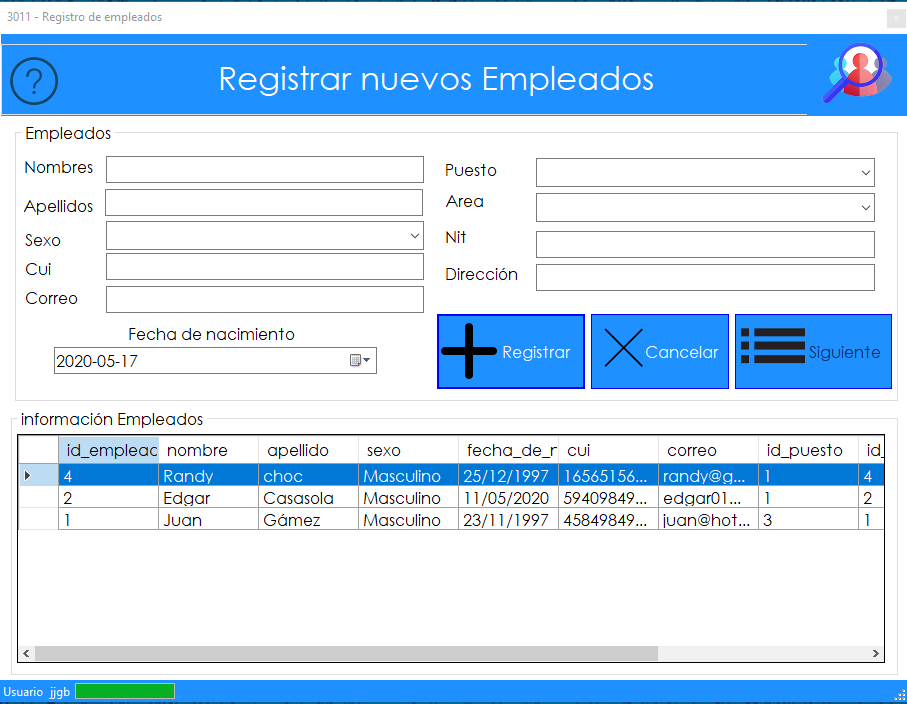 3011 - Registro de empleados
?
Registrar nuevos Empleados
Empleados
Nombres
Apellidos
Sexo
Cui
Correo
Fecha de nacimiento
2020-05-17
Puesto
Area
Nit
Dirección
Registrar
Cancelar
Siguiente
información Empleados
id_empleac nombre apellido sexo fecha_de_n cui correo id_puesto id_
4 Randy choc Masculino 25/12/1997 16565156... randy@g... 1 4
2 Edgar Casasola Masculino 11/05/2020 59409849... edgar01... 1 2
1 Juan Gámez Masculino 23/11/1997 45849849... juan@hot... 3 1
Usuario jjgb